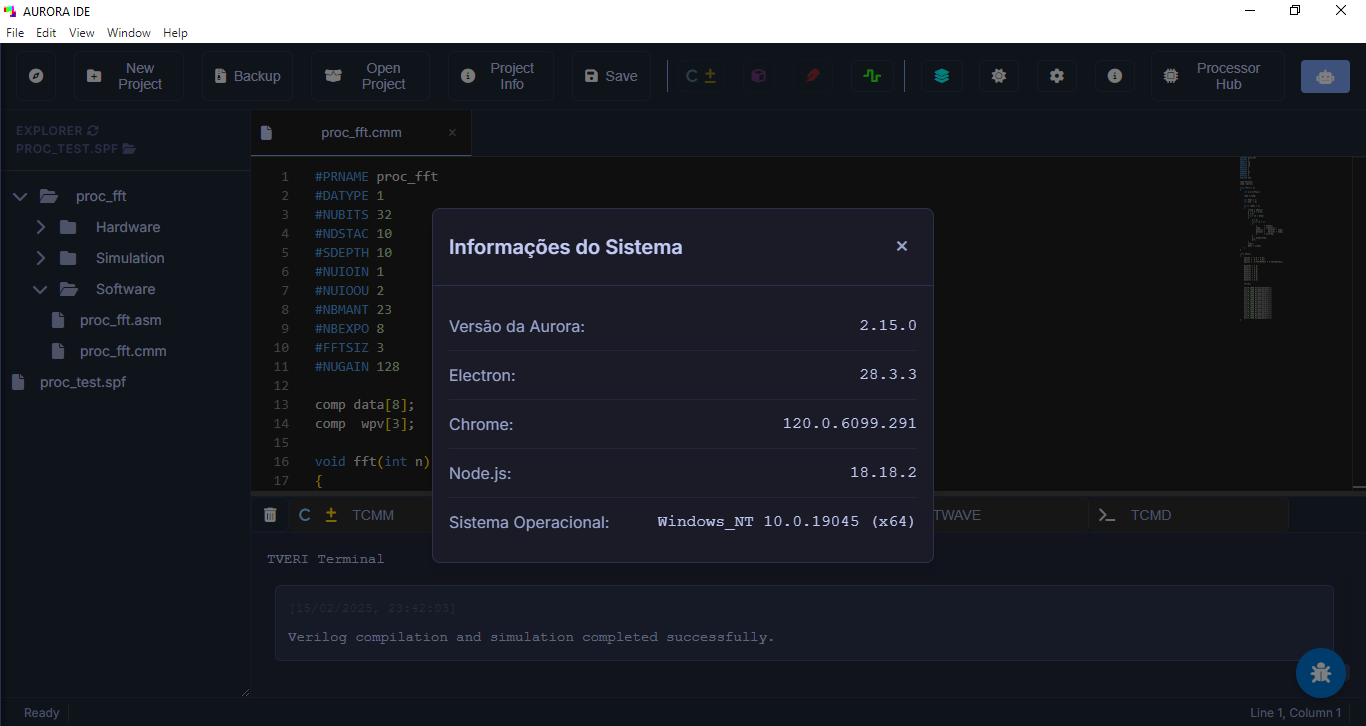 AURORA IDE
File Edit View Window Help
New Project
Backup
Open Project
Project Info
Save
Processor Hub
EXPLORER
PROC_TEST.SPF
proc_fft
Hardware
Simulation
Software
proc_fft.asm
proc_fft.cmm
proc_test.spf
proc_fft.cmm
1 #PRNAME proc_fft
2 #DATYPE 1
3 #NUBITS 32
4 #NDSTAC 10
5 #SDEPTH 10
6 #NUIOIN 1
7 #NUIOOU 2
8 #NBMANT 23
9 #NBEXPO 8
10 #FFTSIZ 3
11 #NUGAIN 128
12
13 comp data[8];
14 comp wpv[3];
15
16 void fft(int n)
17 {
Informações do Sistema
Versão da Aurora: 2.15.0
Electron: 28.3.3
Chrome: 120.0.6099.291
Node.js: 18.18.2
Sistema Operacional: Windows_NT 10.0.19045 (x64)
TCMM
TWAVE
TCMD
TVERI Terminal
[15/02/2025, 23:42:03]
Verilog compilation and simulation completed successfully.
Ready
Line 1, Column 1